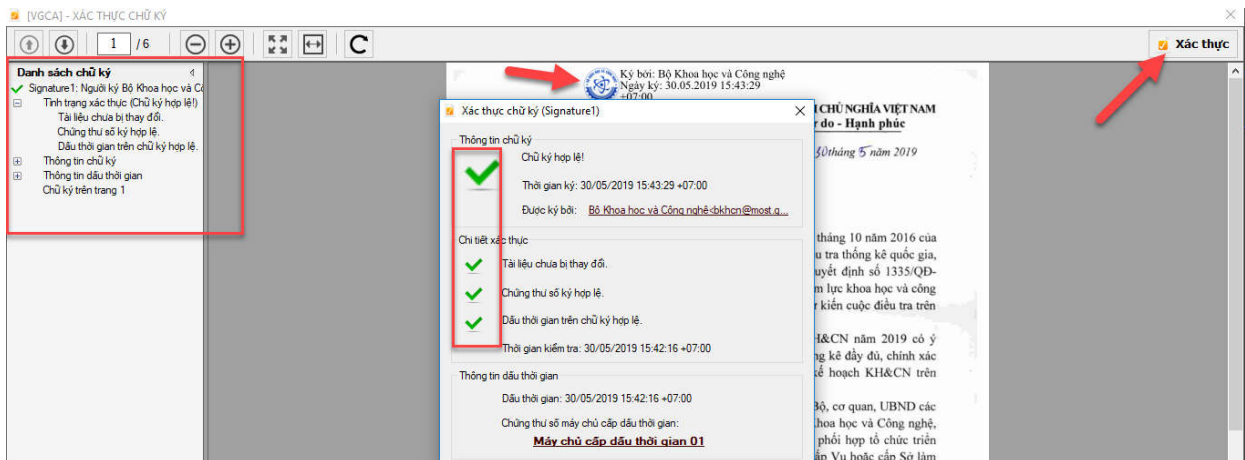 [VGCA] - XÁC THỰC CHỮ KÝ
1 /6
Xác thực
Danh sách chữ ký
Signature1: Người ký Bộ Khoa học và Cô
Tình trạng xác thực (Chữ ký hợp lệ!)
Tài liệu chưa bị thay đổi.
Chứng thư số ký hợp lệ.
Dấu thời gian trên chữ ký hợp lệ.
Thông tin chữ ký
Thông tin dấu thời gian
Chữ ký trên trang 1
Ký bởi: Bộ Khoa học và Công nghệ
Ngày ký: 30.05.2019 15:43:29
+07:00
Xác thực chữ ký (Signature1)
Thông tin chữ ký
Chữ ký hợp lệ!
Thời gian ký: 30/05/2019 15:43:29 +07:00
Được ký bởi: Bộ Khoa học và Công nghệ<bkhcn@most.g...
Chi tiết xác thực
Tài liệu chưa bị thay đổi.
Chứng thư số ký hợp lệ.
Dấu thời gian trên chữ ký hợp lệ.
Thời gian kiểm tra: 30/05/2019 15:42:16 +07:00
Thông tin dấu thời gian
Dấu thời gian: 30/05/2019 15:42:16 +07:00
Chứng thư số máy chủ cấp dấu thời gian:
Máy chủ cấp dấu thời gian 01
CHỦ NGHĨA VIỆT NAM
do - Hạnh phúc
30 tháng 5 năm 2019
tháng 10 năm 2016 của
u tra thống kê quốc gia,
uyết định số 1335/QĐ-
m lực khoa học và công
kiến cuộc điều tra trên
H&CN năm 2019 có ý
ng kê đầy đủ, chính xác
kế hoạch KH&CN trên
Bộ, cơ quan, UBND các
hoa học và Công nghệ,
phối hợp tổ chức triển
ấp Vụ hoặc cấp Sở làm